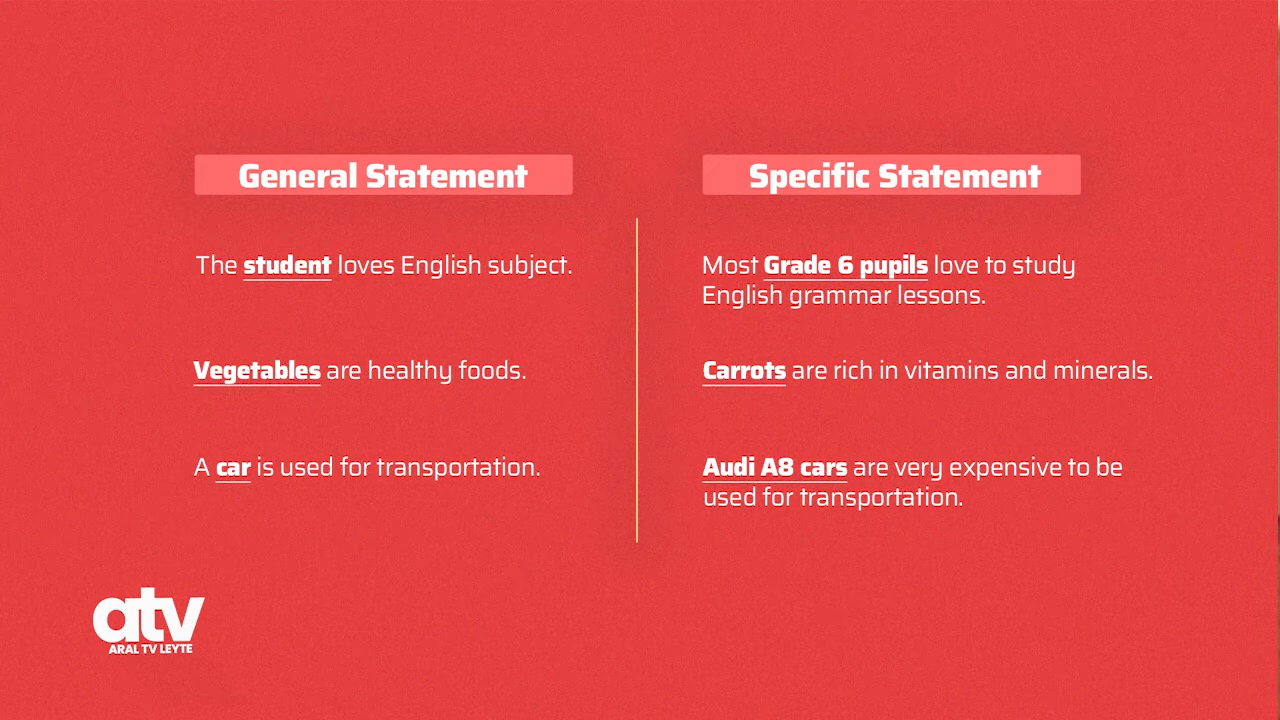 General Statement
Specific Statement
The student loves English subject.
Most Grade 6 pupils love to study
English grammar lessons.
Vegetables are healthy foods.
Carrots are rich in vitamins and minerals.
A car is used for transportation.
Audi A8 cars are very expensive to be
used for transportation.
atv
ARAL TV LEYTE